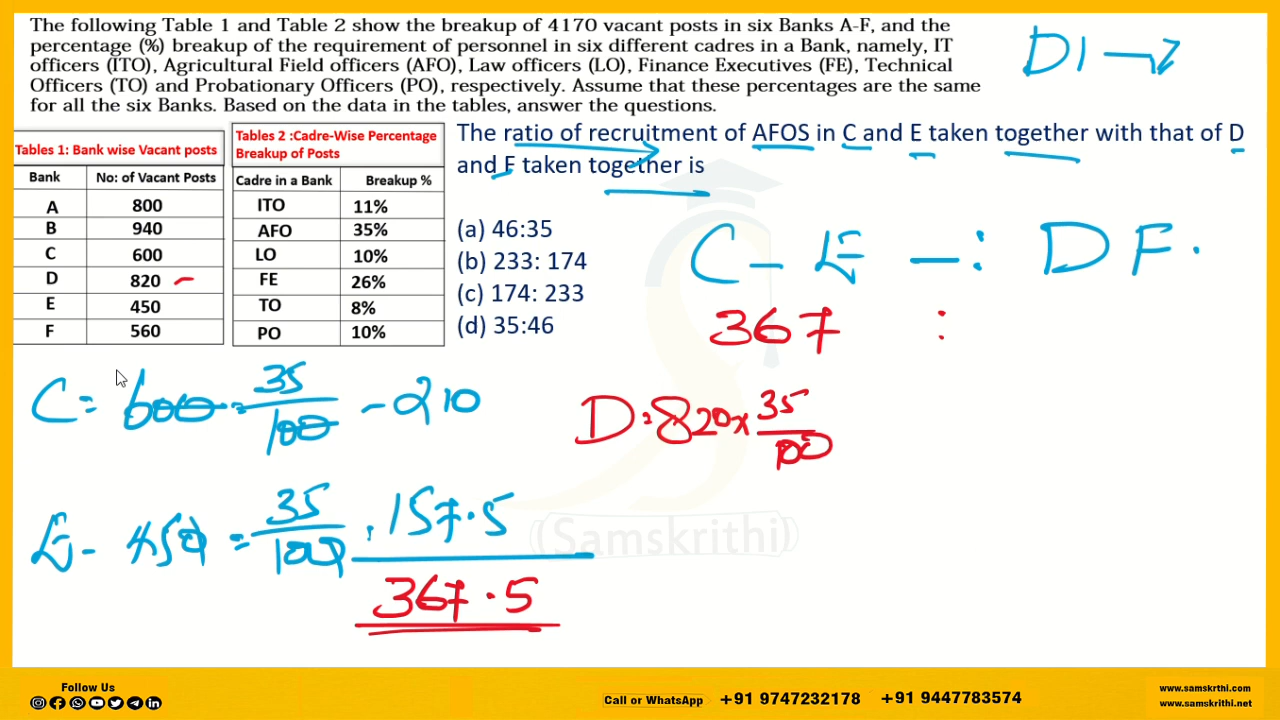 The following Table 1 and Table 2 show the breakup of 4170 vacant posts in six Banks A-F, and the
percentage (%) breakup of the requirement of personnel in six different cadres in a Bank, namely, IT
officers (ITO), Agricultural Field officers (AFO), Law officers (LO), Finance Executives (FE), Technical
Officers (TO) and Probationary Officers (PO), respectively. Assume that these percentages are the same
for all the six Banks. Based on the data in the tables, answer the questions.
DI → 2
Tables 1: Bank wise Vacant posts
Bank No: of Vacant Posts
A 800
B 940
C 600
D 820
E 450
F 560
Tables 2 :Cadre-Wise Percentage
Breakup of Posts
Cadre in a Bank Breakup %
ITO 11%
AFO 35%
LO 10%
FE 26%
TO 8%
PO 10%
The ratio of recruitment of AFOS in C and E taken together with that of D
and F taken together is
(a) 46:35
(b) 233: 174
(c) 174: 233
(d) 35:46
C - E - : D F .
367 :
C = 600 = 35/100 - 210
D = 820 x 35/100
E - 450 = 35/100 . 157.5
367.5
(Samskrithi)
Follow Us
Call or WhatsApp +91 9747232178 +91 9447783574
www.samskrthi.com
www.samskrithi.net